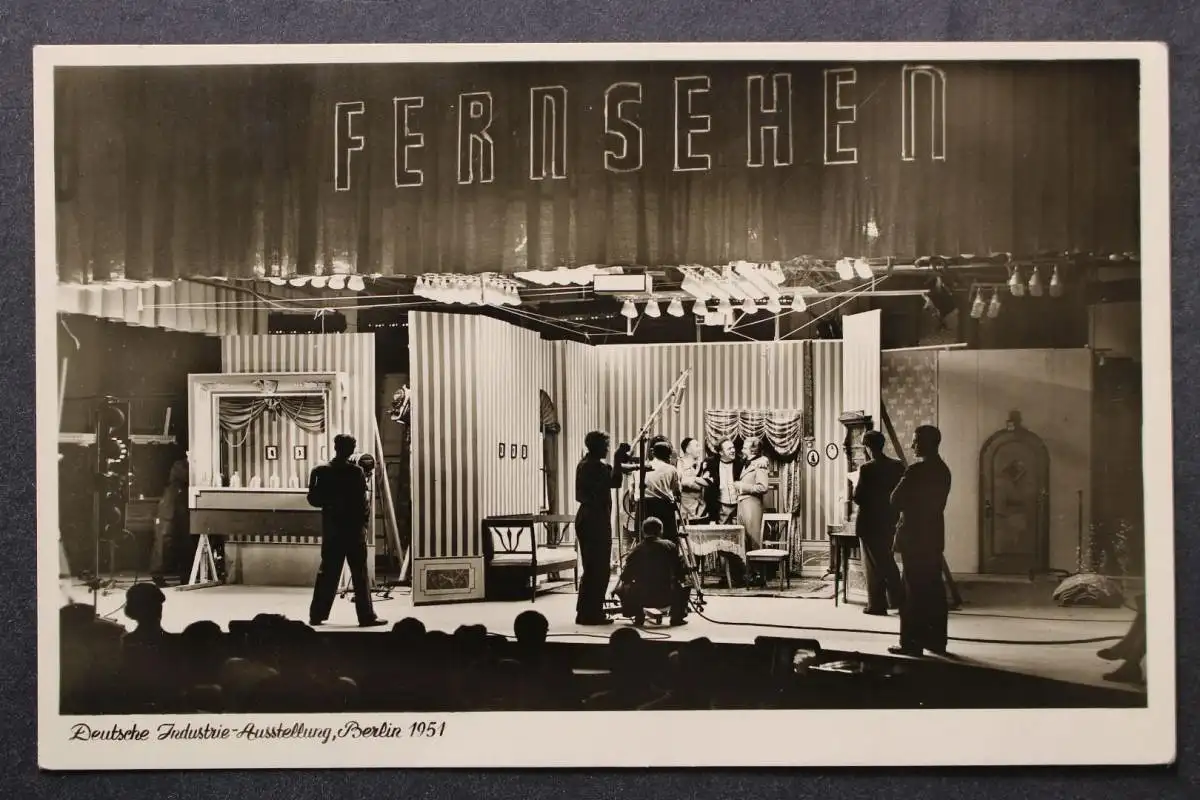 FERNSEHEN
Deutsche Industrie-Ausstellung, Berlin 1951